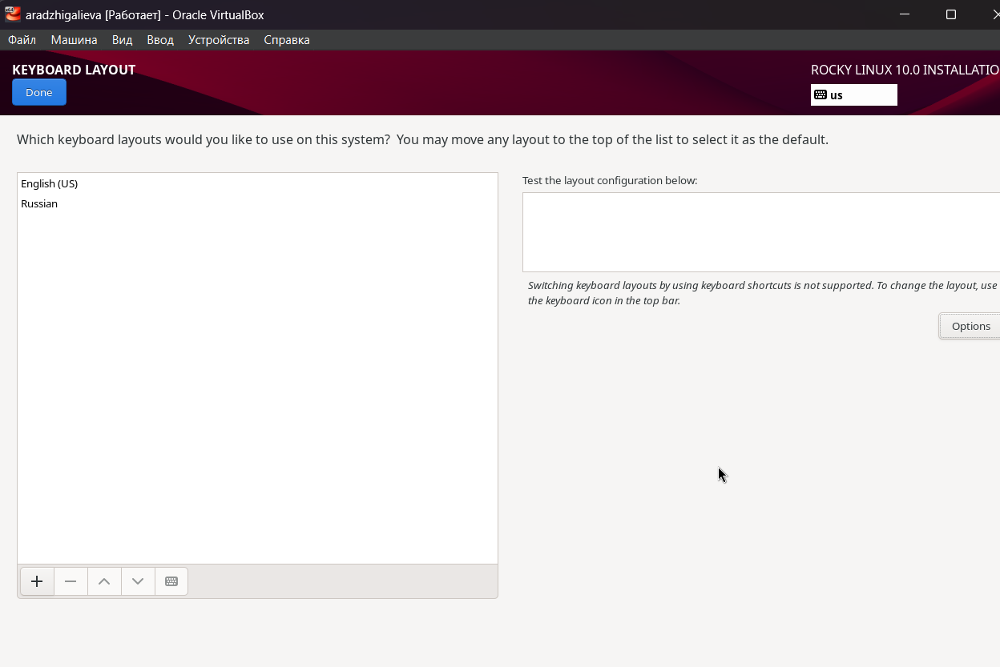 aradzhigalieva [Работает] - Oracle VirtualBox
Файл Машина Вид Ввод Устройства Справка
KEYBOARD LAYOUT
ROCKY LINUX 10.0 INSTALLATIO
Done
us
Which keyboard layouts would you like to use on this system? You may move any layout to the top of the list to select it as the default.
English (US)
Russian
Test the layout configuration below:
Switching keyboard layouts by using keyboard shortcuts is not supported. To change the layout, use
the keyboard icon in the top bar.
Options